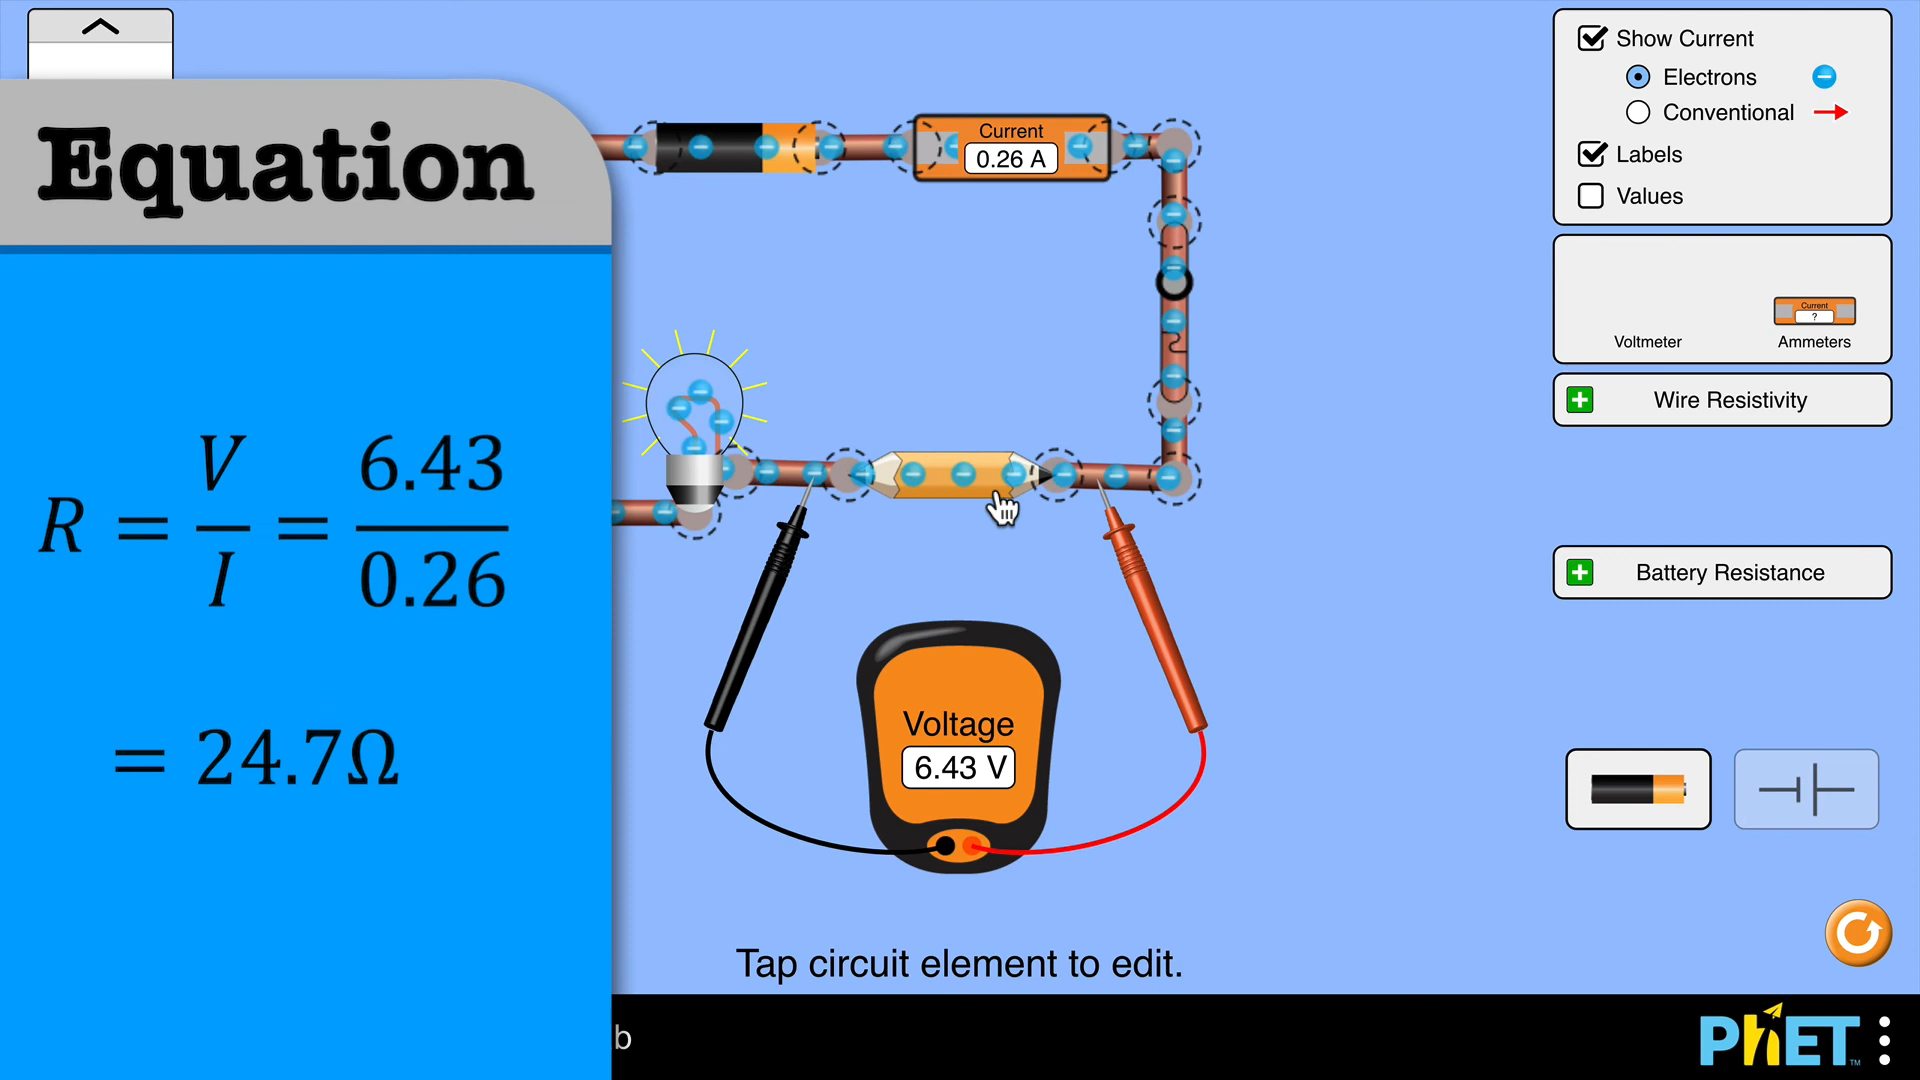 Equation
R = V/I = 6.43/0.26
= 24.7Ω
Current
0.26 A
Voltage
6.43 V
Tap circuit element to edit.
b
Show Current
Electrons
Conventional
Labels
Values
Current
?
Voltmeter
Ammeters
Wire Resistivity
Battery Resistance
PhET™